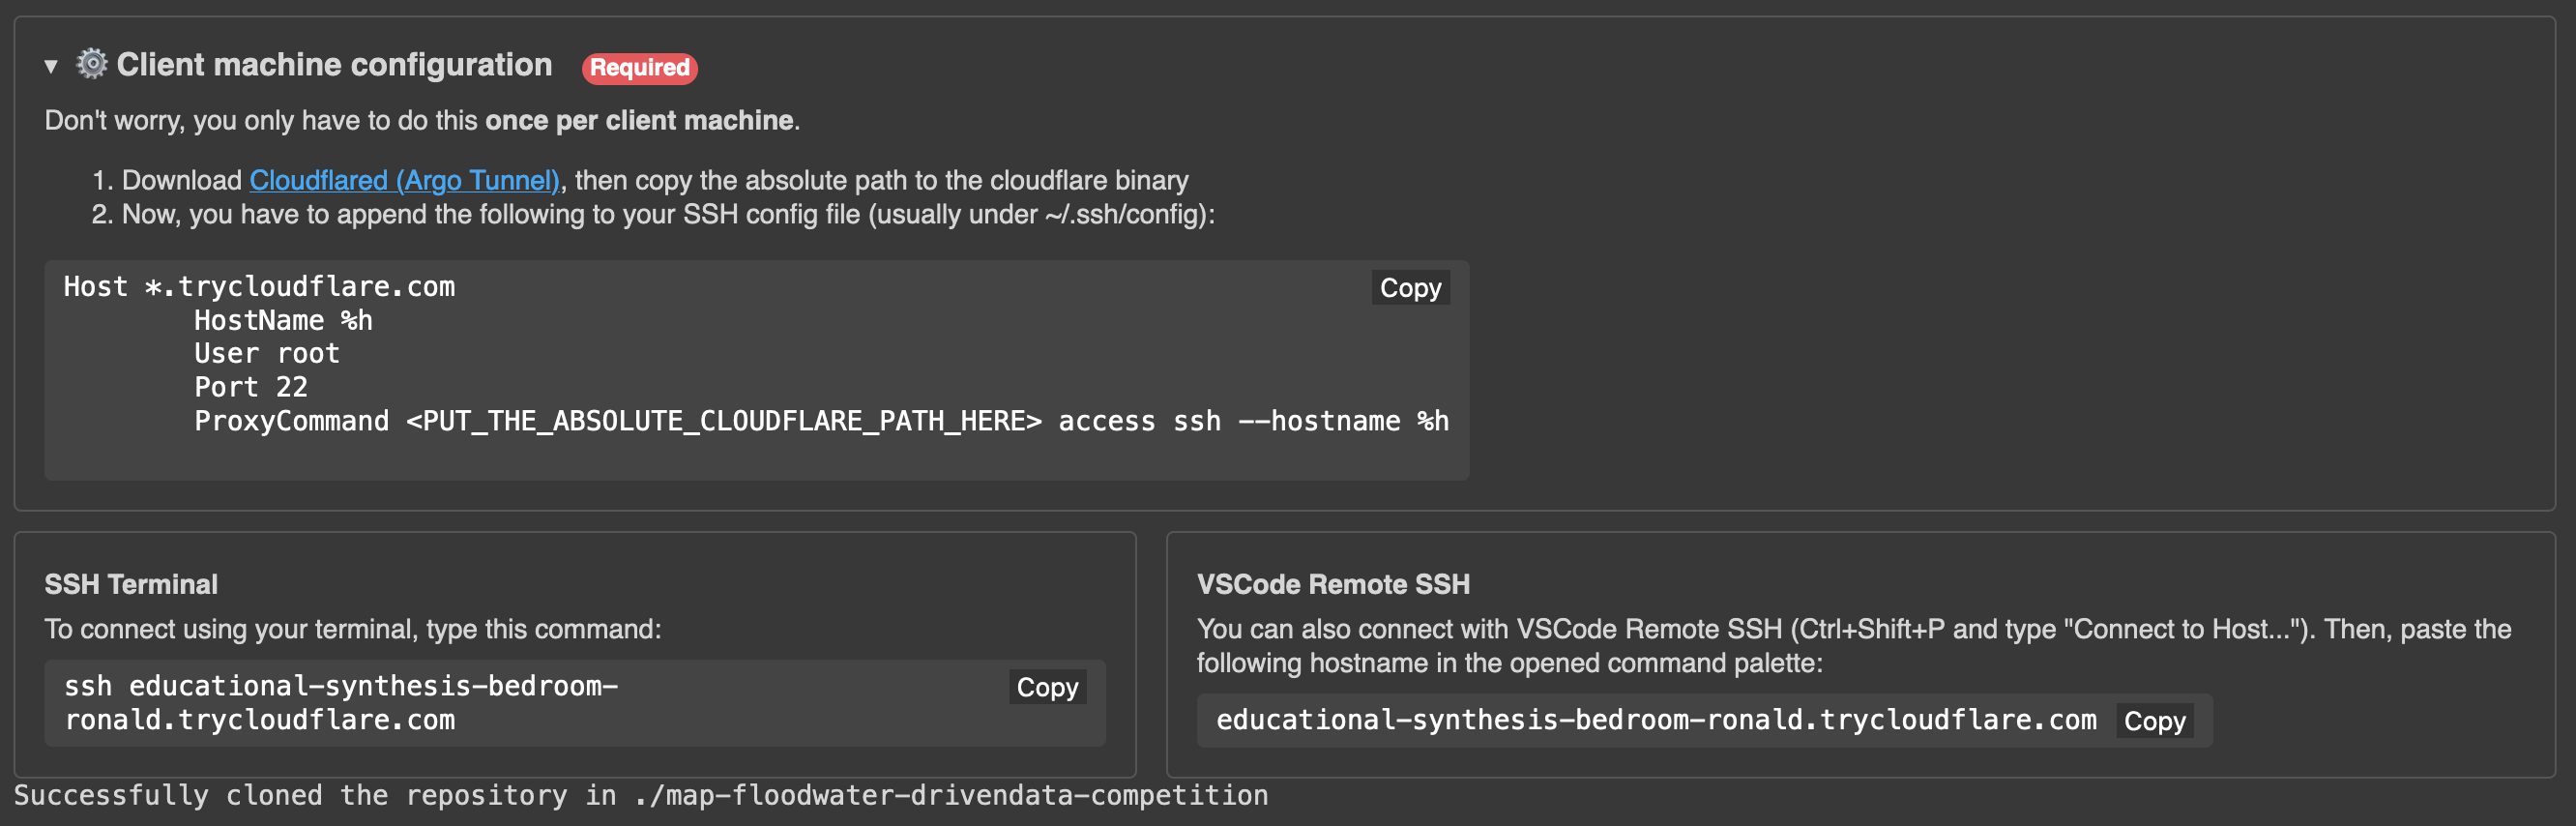 ▼ ⚙️ Client machine configuration Required
Don't worry, you only have to do this once per client machine.
1. Download Cloudflared (Argo Tunnel), then copy the absolute path to the cloudflare binary
2. Now, you have to append the following to your SSH config file (usually under ~/.ssh/config):
Host *.trycloudflare.com
Copy
        HostName %h
        User root
        Port 22
        ProxyCommand <PUT_THE_ABSOLUTE_CLOUDFLARE_PATH_HERE> access ssh --hostname %h
SSH Terminal
To connect using your terminal, type this command:
ssh educational-synthesis-bedroom-
ronald.trycloudflare.com
Copy
VSCode Remote SSH
You can also connect with VSCode Remote SSH (Ctrl+Shift+P and type "Connect to Host..."). Then, paste the
following hostname in the opened command palette:
educational-synthesis-bedroom-ronald.trycloudflare.com
Copy
Successfully cloned the repository in ./map-floodwater-drivendata-competition